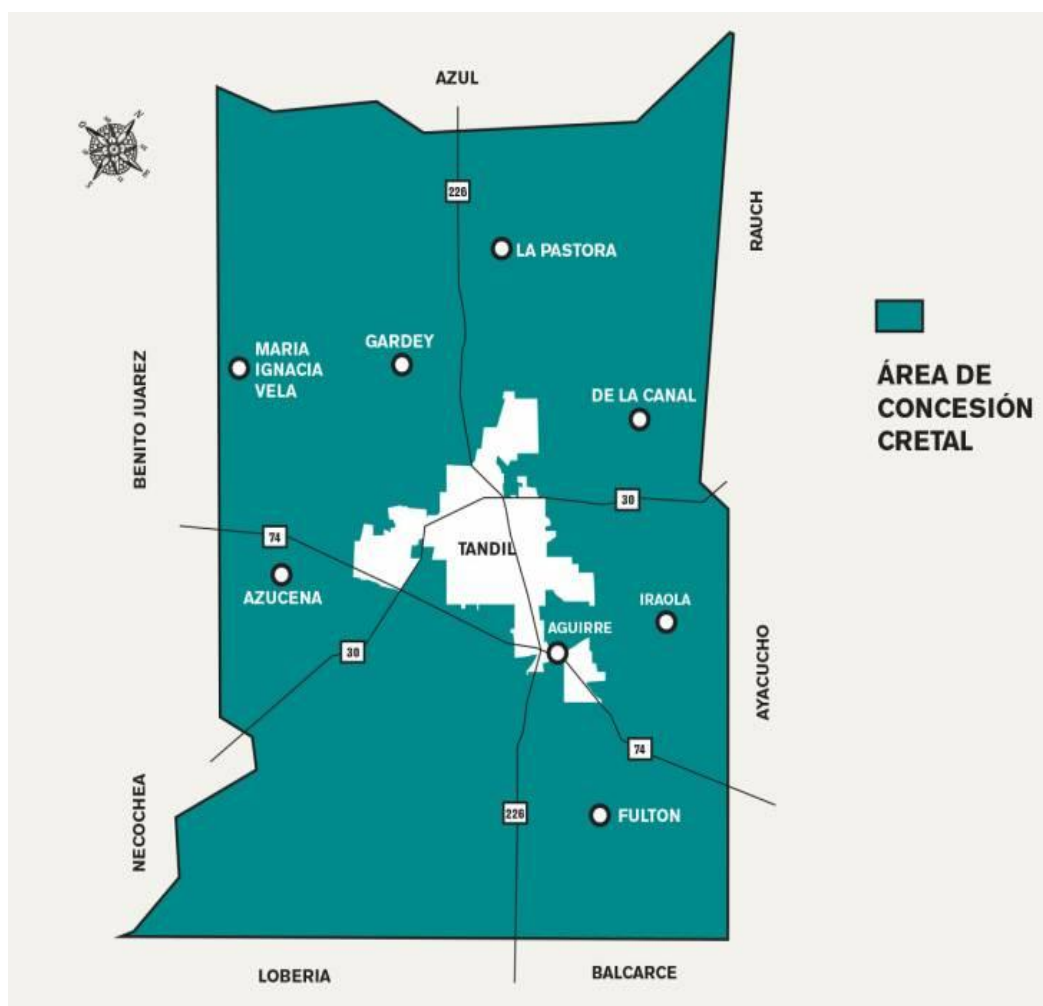 AZUL
N
O
226
RAUCH
LA PASTORA
MARIA
IGNACIA
VELA
GARDEY
BENITO JUAREZ
DE LA CANAL
ÁREA DE
CONCESIÓN
CRETAL
30
74
TANDIL
AZUCENA
IRAOLA
AGUIRRE
30
AYACUCHO
74
NECOCHEA
226
FULTON
LOBERIA
BALCARCE